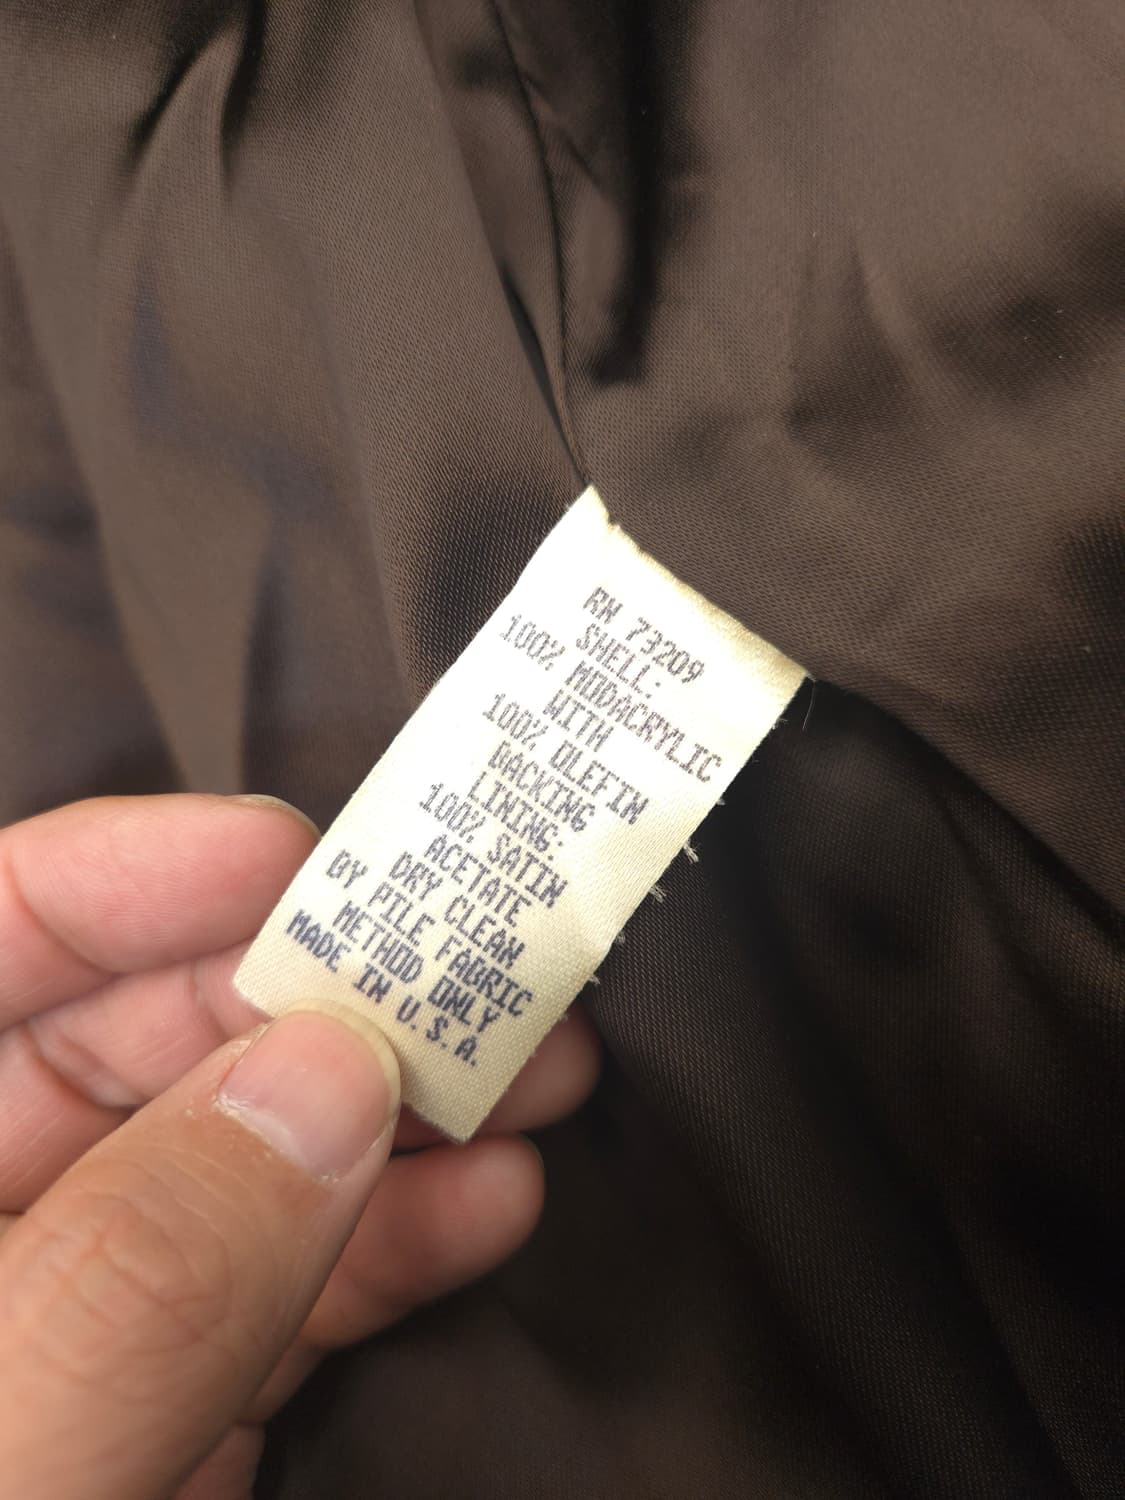 RN 73209
SHELL:
100% MODACRYLIC
WITH
100% OLEFIN
BACKING
LINING:
100% SATIN
ACETATE
DRY CLEAN
BY PILE FABRIC
METHOD ONLY
MADE IN U.S.A.